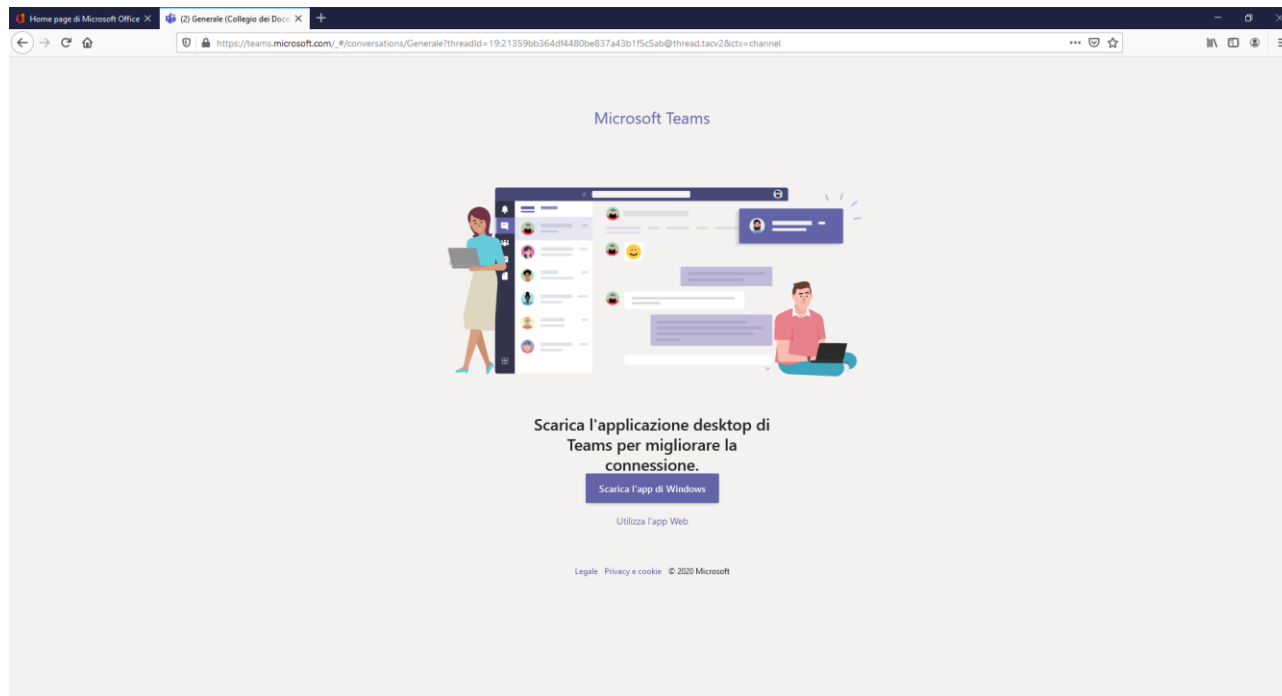 Home page di Microsoft Office
(2) Generale (Collegio dei Doce
https://teams.microsoft.com/_#/conversations/Generale?threadId=19:21359bb364df4480be837a43b1f5c5ab@thread.tacv2&ctx=channel
Microsoft Teams
Scarica l'applicazione desktop di
Teams per migliorare la
connessione.
Scarica l'app di Windows
Utilizza l'app Web
Legale Privacy e cookie © 2020 Microsoft